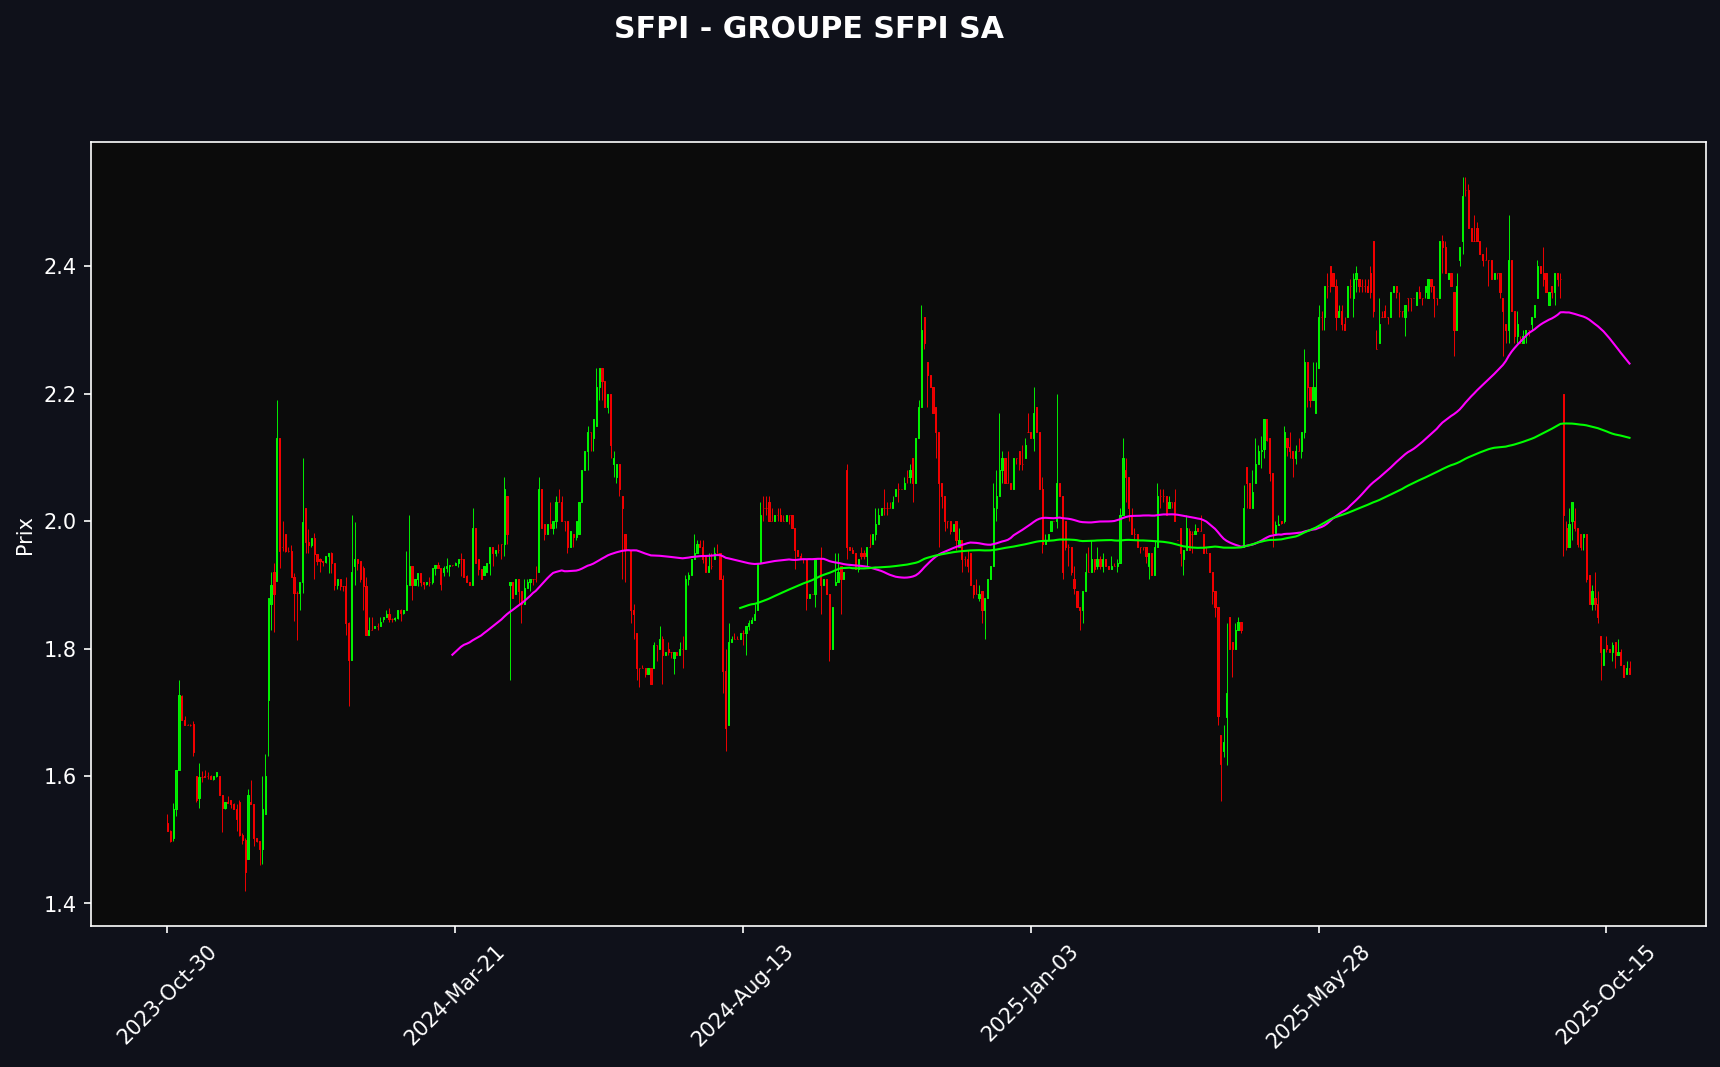 SFPI - GROUPE SFPI SA
Prix
2.4
2.2
2.0
1.8
1.6
1.4
2023-Oct-30
2024-Mar-21
2024-Aug-13
2025-Jan-03
2025-May-28
2025-Oct-15